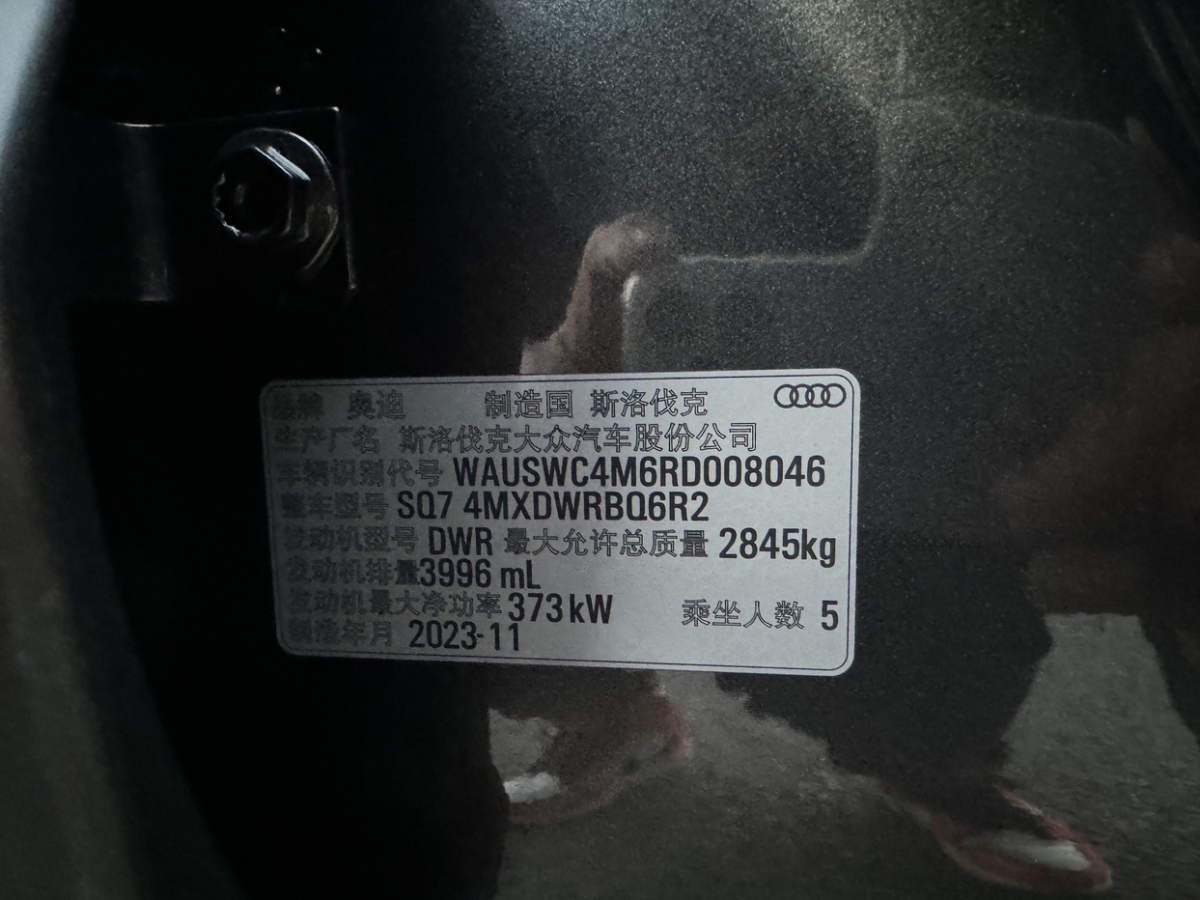 品牌 奥迪 制造国 斯洛伐克
生产厂名 斯洛伐克大众汽车股份公司
车辆识别代号 WAUSWC4M6RD008046
整车型号 SQ7 4MXDWRBQ6R2
发动机型号 DWR 最大允许总质量 2845kg
发动机排量3996 mL
发动机最大净功率 373 kW 乘坐人数 5
制造年月 2023-11